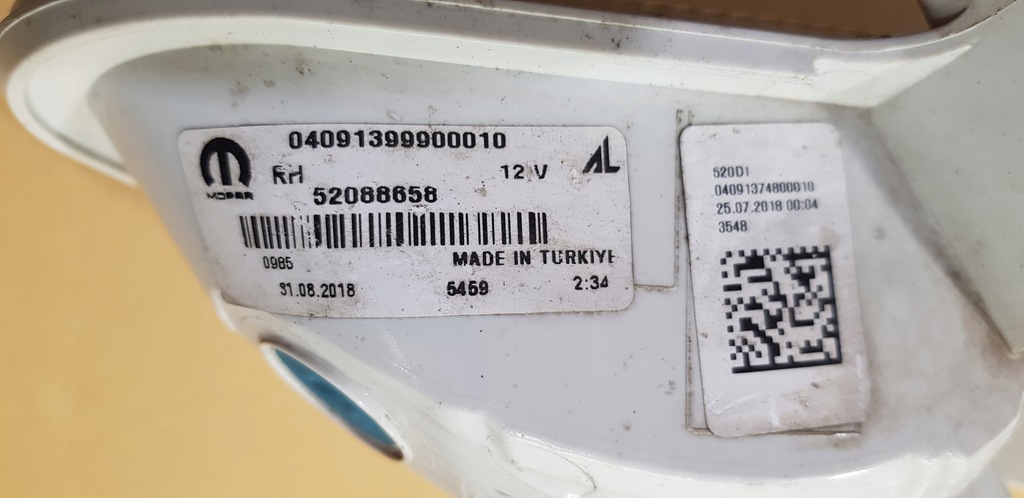 04091399900010
AL
MOPAR
RH
12 V
52088658
0985
MADE IN TURKIYE
31.08.2018
5459
2:34
520D1
04091374800010
25.07.2018 00:04
3548